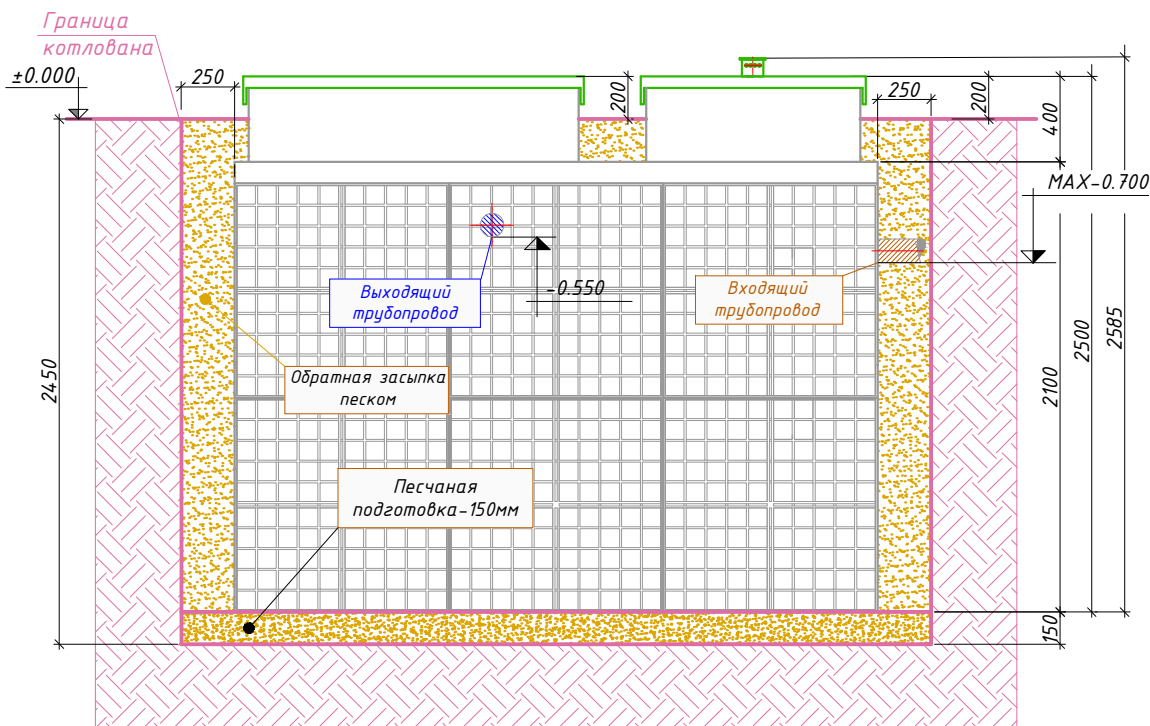 Граница
котлована
±0.000
250
200
250
200
400
MAX-0.700
Выходящий
трубопровод
-0.550
Входящий
трубопровод
2450
Обратная засыпка
песком
2100
2500
2585
Песчаная
подготовка-150мм
150